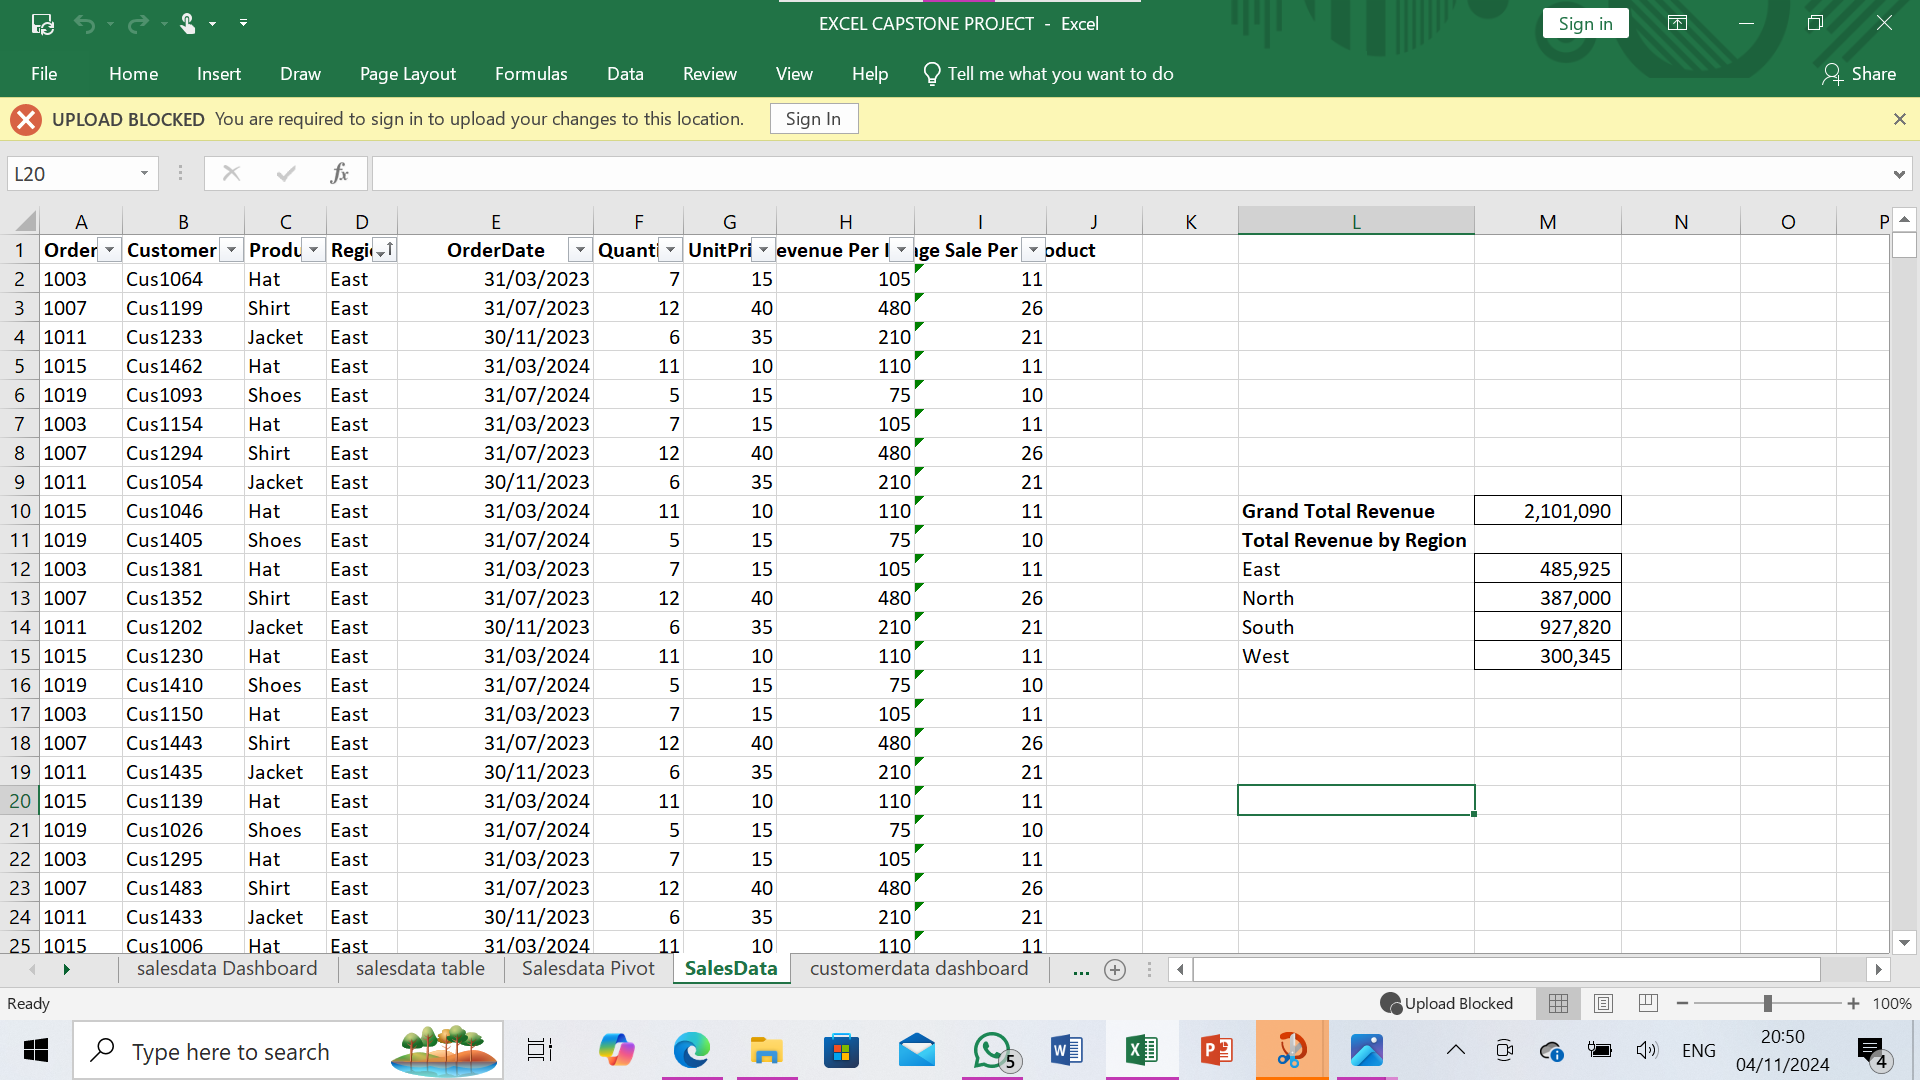 EXCEL CAPSTONE PROJECT - Excel
Sign in
File Home Insert Draw Page Layout Formulas Data Review View Help Tell me what you want to do Share
UPLOAD BLOCKED You are required to sign in to upload your changes to this location. Sign In
L20 fx
A B C D E F G H I J K L M N O P
1 Order Customer Produ Regi OrderDate Quanti UnitPri evenue Per I ge Sale Per oduct
2 1003 Cus1064 Hat East 31/03/2023 7 15 105 11
3 1007 Cus1199 Shirt East 31/07/2023 12 40 480 26
4 1011 Cus1233 Jacket East 30/11/2023 6 35 210 21
5 1015 Cus1462 Hat East 31/03/2024 11 10 110 11
6 1019 Cus1093 Shoes East 31/07/2024 5 15 75 10
7 1003 Cus1154 Hat East 31/03/2023 7 15 105 11
8 1007 Cus1294 Shirt East 31/07/2023 12 40 480 26
9 1011 Cus1054 Jacket East 30/11/2023 6 35 210 21
10 1015 Cus1046 Hat East 31/03/2024 11 10 110 11 Grand Total Revenue 2,101,090
11 1019 Cus1405 Shoes East 31/07/2024 5 15 75 10 Total Revenue by Region
12 1003 Cus1381 Hat East 31/03/2023 7 15 105 11 East 485,925
13 1007 Cus1352 Shirt East 31/07/2023 12 40 480 26 North 387,000
14 1011 Cus1202 Jacket East 30/11/2023 6 35 210 21 South 927,820
15 1015 Cus1230 Hat East 31/03/2024 11 10 110 11 West 300,345
16 1019 Cus1410 Shoes East 31/07/2024 5 15 75 10
17 1003 Cus1150 Hat East 31/03/2023 7 15 105 11
18 1007 Cus1443 Shirt East 31/07/2023 12 40 480 26
19 1011 Cus1435 Jacket East 30/11/2023 6 35 210 21
20 1015 Cus1139 Hat East 31/03/2024 11 10 110 11
21 1019 Cus1026 Shoes East 31/07/2024 5 15 75 10
22 1003 Cus1295 Hat East 31/03/2023 7 15 105 11
23 1007 Cus1483 Shirt East 31/07/2023 12 40 480 26
24 1011 Cus1433 Jacket East 30/11/2023 6 35 210 21
25 1015 Cus1006 Hat East 31/03/2024 11 10 110 11
salesdata Dashboard salesdata table Salesdata Pivot SalesData customerdata dashboard ...
Ready Upload Blocked 100%
Type here to search 5 ENG 20:50
04/11/2024 4